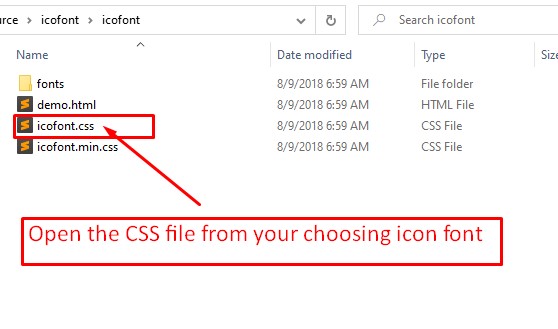 urce > icofont > icofont
Search icofont
Name Date modified Type Size
fonts 8/9/2018 6:59 AM File folder
demo.html 8/9/2018 6:59 AM HTML File
icofont.css 8/9/2018 6:59 AM CSS File
icofont.min.css 8/9/2018 6:59 AM CSS File
Open the CSS file from your choosing icon font